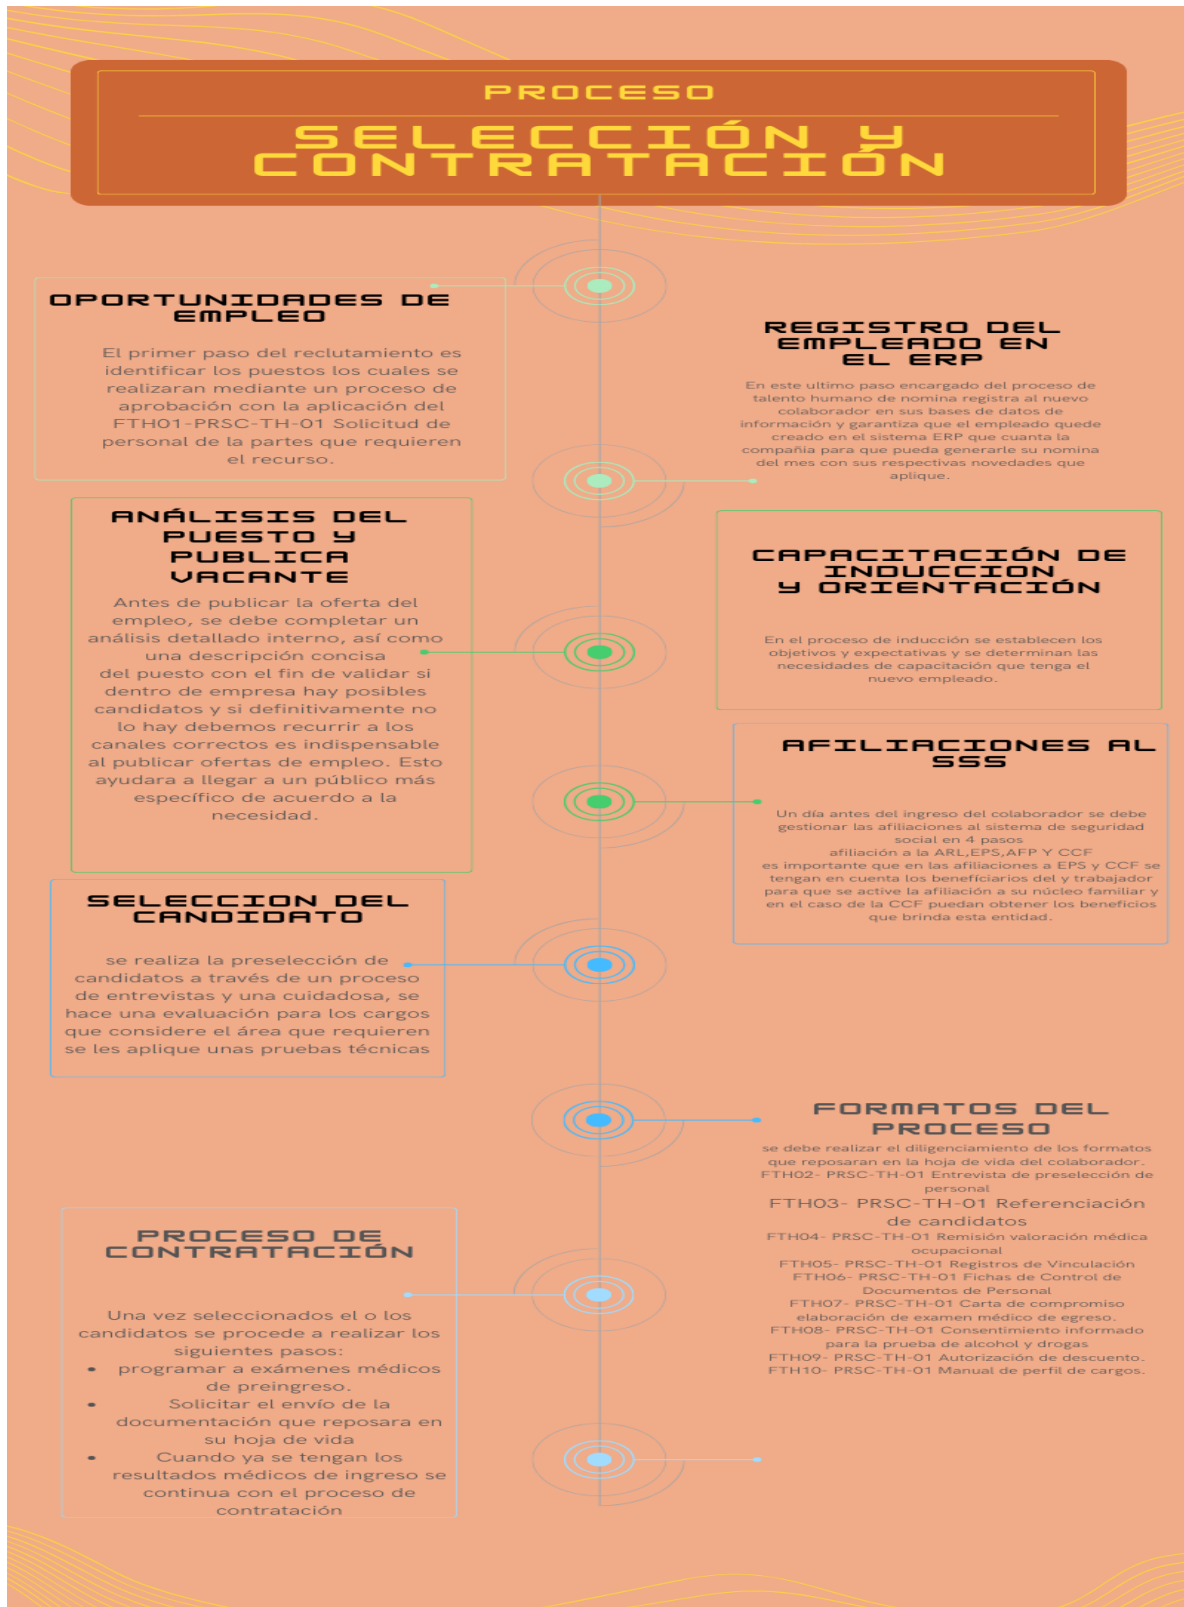 PROCESO
SELECCIÓN Y
CONTRATACIÓN
OPORTUNIDADES DE
EMPLEO
El primer paso del reclutamiento es
identificar los puestos los cuales se
realizaran mediante un proceso de
aprobación con la aplicación del
FTH01-PRSC-TH-01 Solicitud de
personal de la partes que requieren
el recurso.
ANÁLISIS DEL
PUESTO Y
PUBLICA
VACANTE
Antes de publicar la oferta del
empleo, se debe completar un
análisis detallado interno, así como
una descripción concisa
del puesto con el fin de validar si
dentro de empresa hay posibles
candidatos y si definitivamente no
lo hay debemos recurrir a los
canales correctos es indispensable
al publicar ofertas de empleo. Esto
ayudara a llegar a un público más
específico de acuerdo a la
necesidad.
SELECCION DEL
CANDIDATO
se realiza la preselección de
candidatos a través de un proceso
de entrevistas y una cuidadosa, se
hace una evaluación para los cargos
que considere el área que requieren
se les aplique unas pruebas técnicas
PROCESO DE
CONTRATACIÓN
Una vez seleccionados el o los
candidatos se procede a realizar los
siguientes pasos:
• programar a exámenes médicos
de preingreso.
• Solicitar el envío de la
documentación que reposara en
su hoja de vida
• Cuando ya se tengan los
resultados médicos de ingreso se
continua con el proceso de
contratación
REGISTRO DEL
EMPLEADO EN
EL ERP
En este ultimo paso encargado del proceso de
talento humano de nomina registra al nuevo
colaborador en sus bases de datos de
información y garantiza que el empleado quede
creado en el sistema ERP que cuanta la
compañia para que pueda generarle su nomina
del mes con sus respectivas novedades que
aplique.
CAPACITACIÓN DE
INDUCCION
Y ORIENTACIÓN
En el proceso de inducción se establecen los
objetivos y expectativas y se determinan las
necesidades de capacitación que tenga el
nuevo empleado.
AFILIACIONES AL
SSS
Un día antes del ingreso del colaborador se debe
gestionar las afiliaciones al sistema de seguridad
social en 4 pasos
afiliación a la ARL,EPS,AFP Y CCF
es importante que en las afiliaciones a EPS y CCF se
tengan en cuenta los beneficiarios del y trabajador
para que se active la afiliación a su núcleo familiar y
en el caso de la CCF puedan obtener los beneficios
que brinda esta entidad.
FORMATOS DEL
PROCESO
se debe realizar el diligenciamiento de los formatos
que reposaran en la hoja de vida del colaborador.
FTH02- PRSC-TH-01 Entrevista de preselección de
personal
FTH03- PRSC-TH-01 Referenciación
de candidatos
FTH04- PRSC-TH-01 Remisión valoración médica
ocupacional
FTH05- PRSC-TH-01 Registros de Vinculación
FTH06- PRSC-TH-01 Fichas de Control de
Documentos de Personal
FTH07- PRSC-TH-01 Carta de compromiso
elaboración de examen médico de egreso.
FTH08- PRSC-TH-01 Consentimiento informado
para la prueba de alcohol y drogas
FTH09- PRSC-TH-01 Autorización de descuento.
FTH10- PRSC-TH-01 Manual de perfil de cargos.